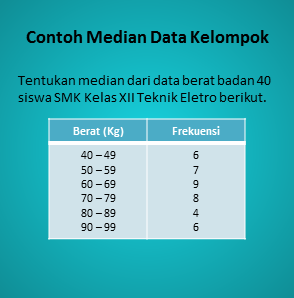 Contoh Median Data Kelompok
Tentukan median dari data berat badan 40
siswa SMK Kelas XII Teknik Eletro berikut.
Berat (Kg) Frekuensi
40 – 49 6
50 – 59 7
60 – 69 9
70 – 79 8
80 – 89 4
90 – 99 6